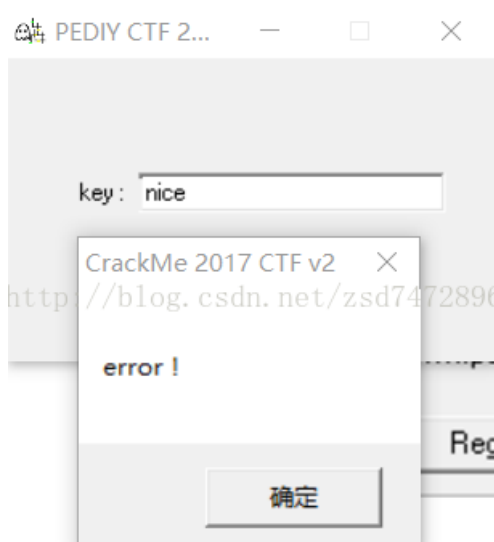 PEDIY CTF 2...
key : nice
CrackMe 2017 CTF v2
http://blog.csdn.net/zsd7472896
error !
Reg
确定